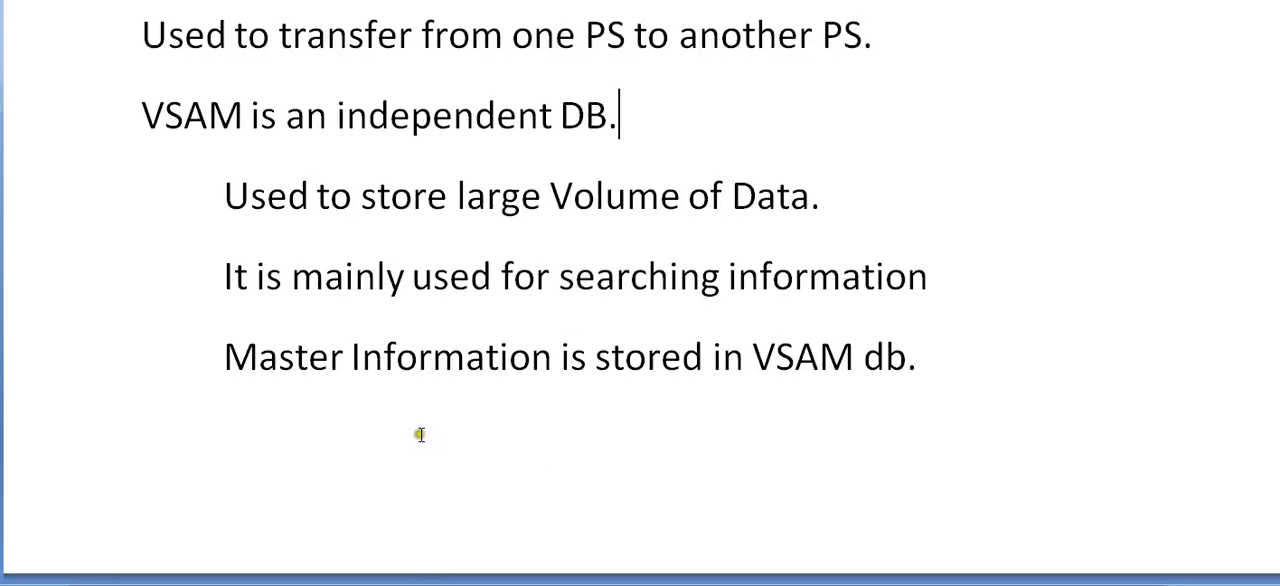 Used to transfer from one PS to another PS.
VSAM is an independent DB.
Used to store large Volume of Data.
It is mainly used for searching information
Master Information is stored in VSAM db.